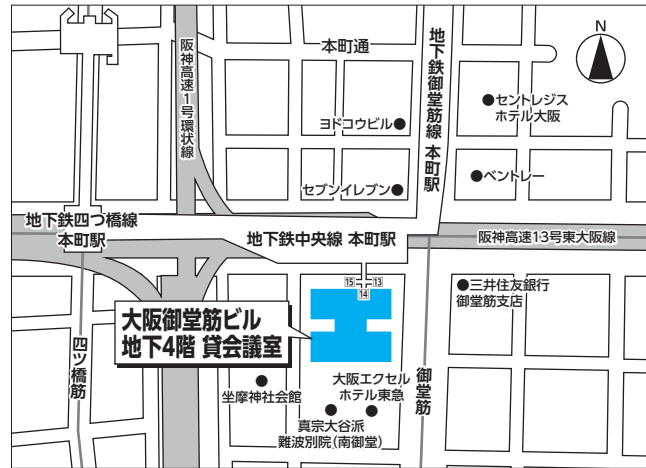 本町通
N
阪神高速1号環状線
地下鉄御堂筋線 本町駅
セントレジス
ホテル大阪
ヨドコウビル
セブンイレブン
ベントレー
地下鉄四つ橋線
本町駅
地下鉄中央線 本町駅
阪神高速13号東大阪線
15
13
14
三井住友銀行
御堂筋支店
大阪御堂筋ビル
地下4階 貸会議室
四ツ橋筋
御堂筋
坐摩神社会館
大阪エクセル
ホテル東急
真宗大谷派
難波別院(南御堂)